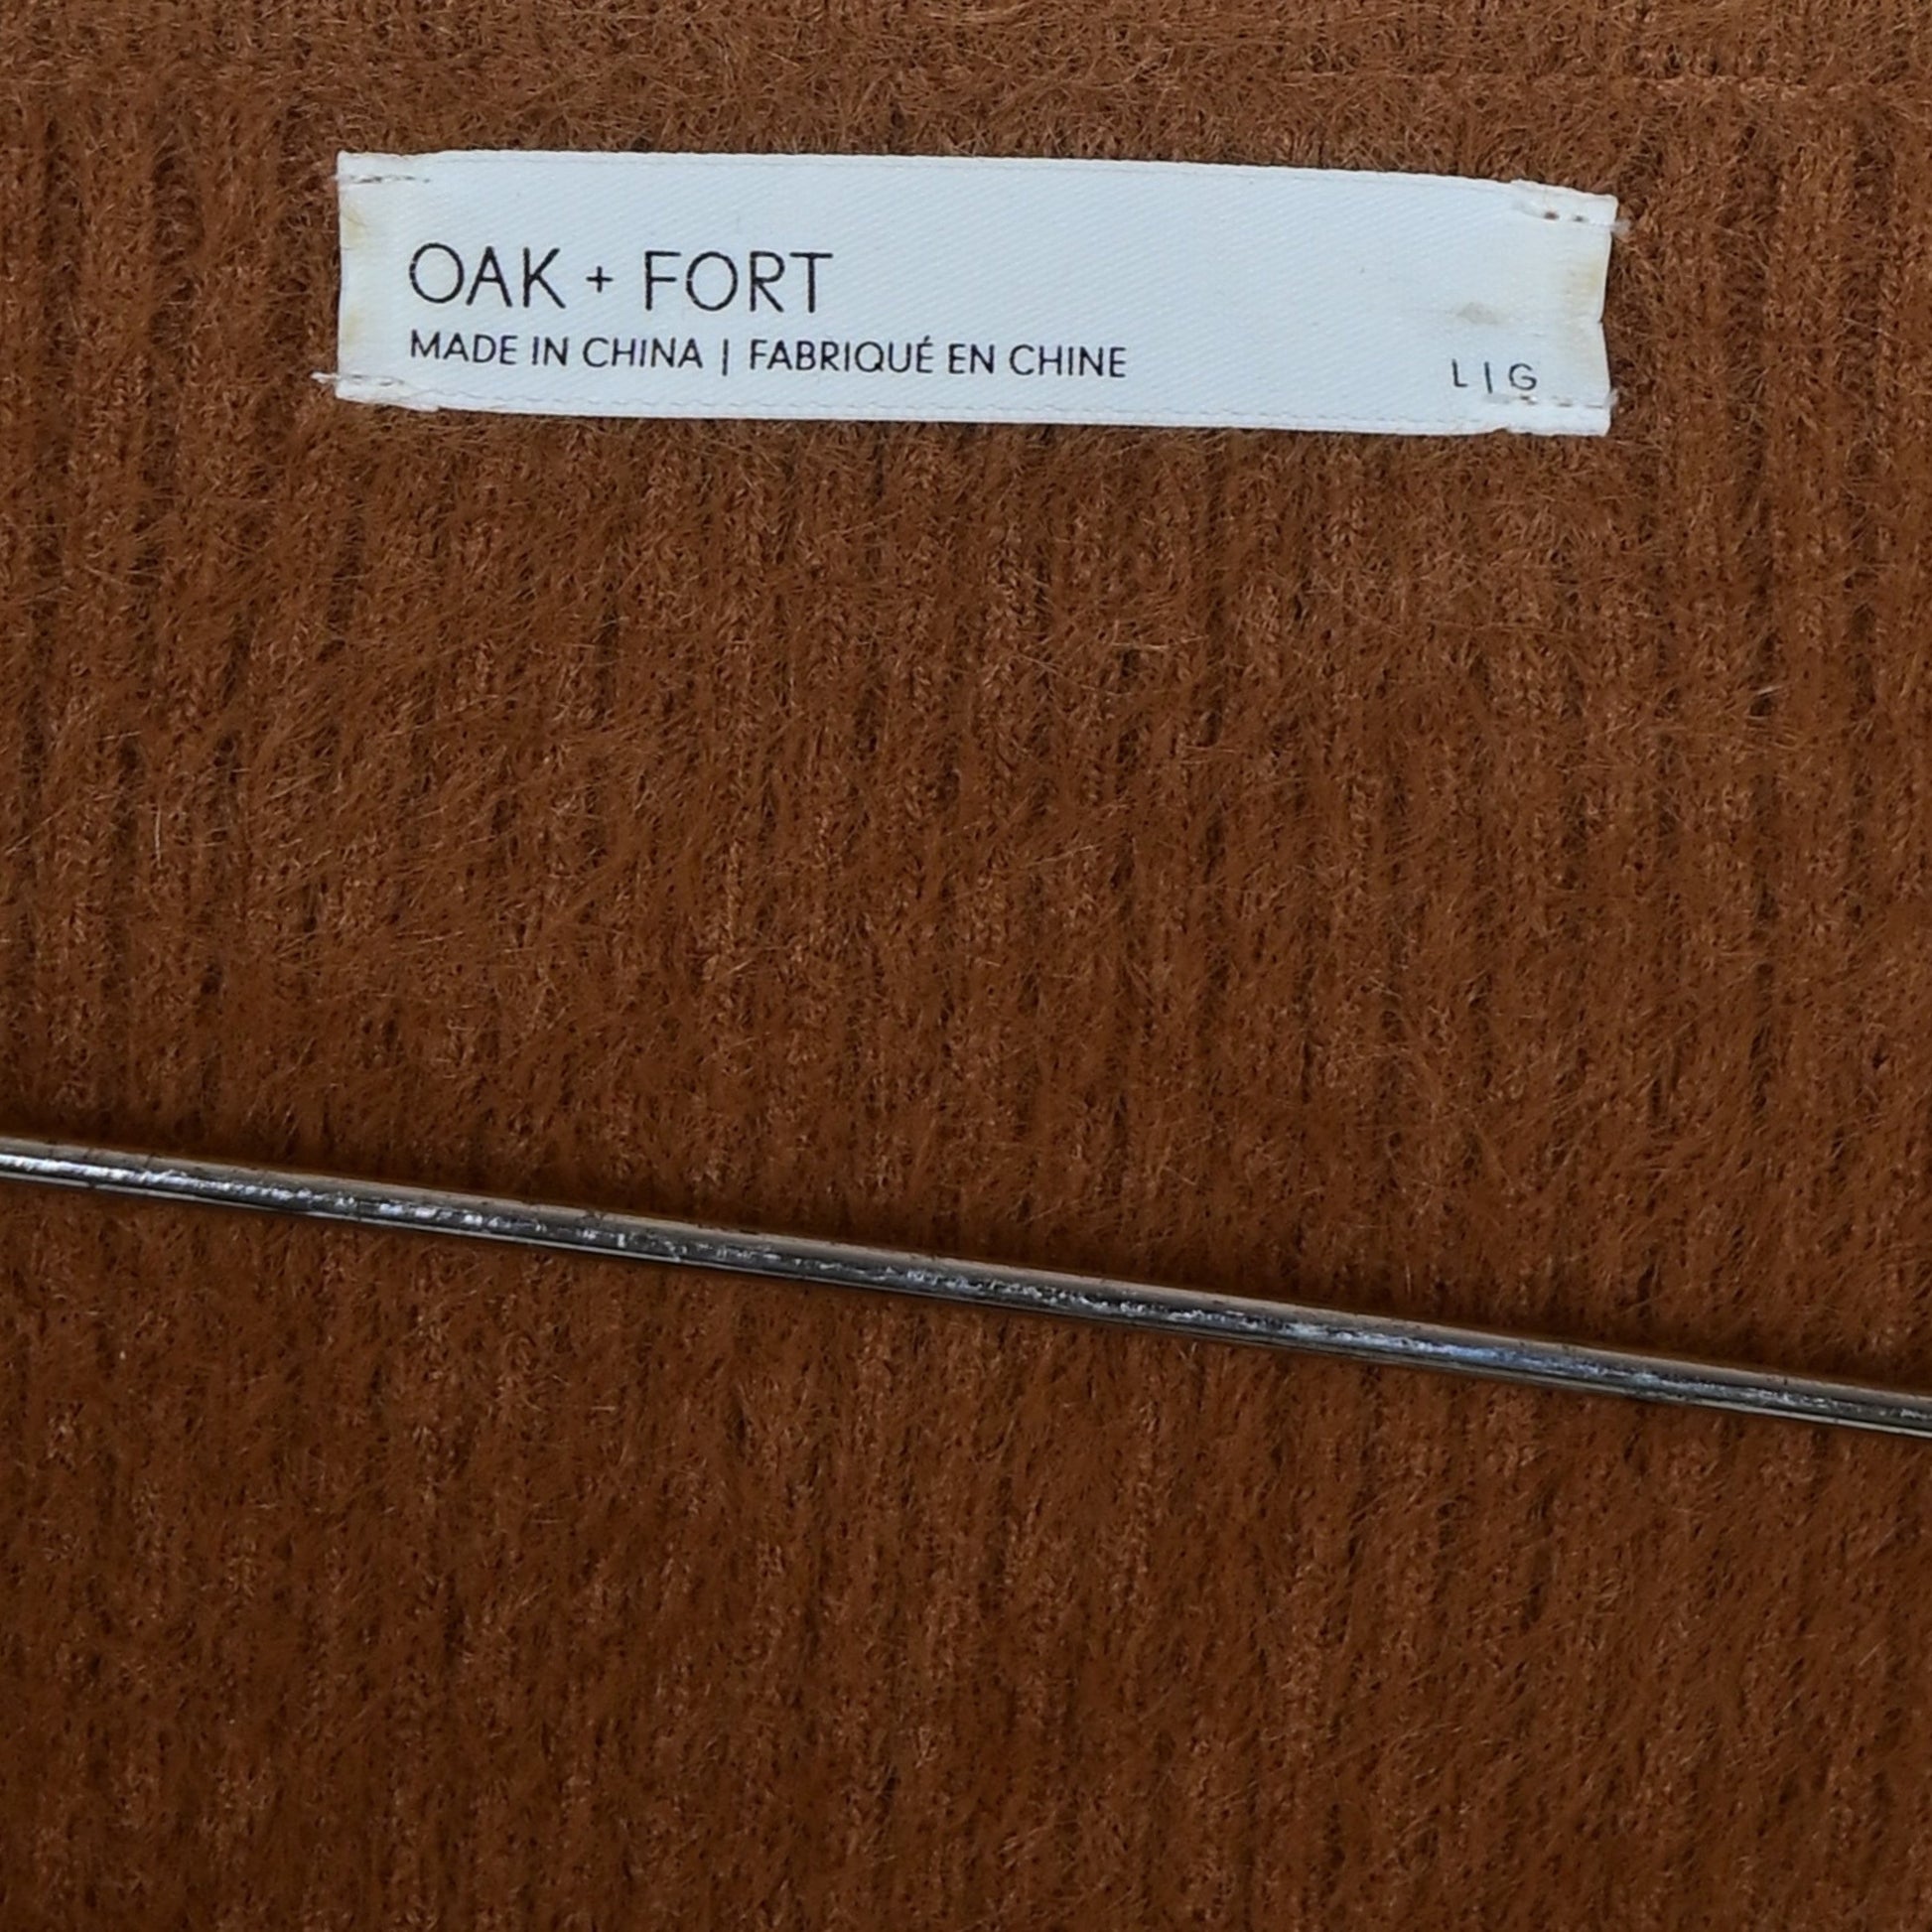 OAK + FORT
MADE IN CHINA | FABRIQUÉ EN CHINE
L | G